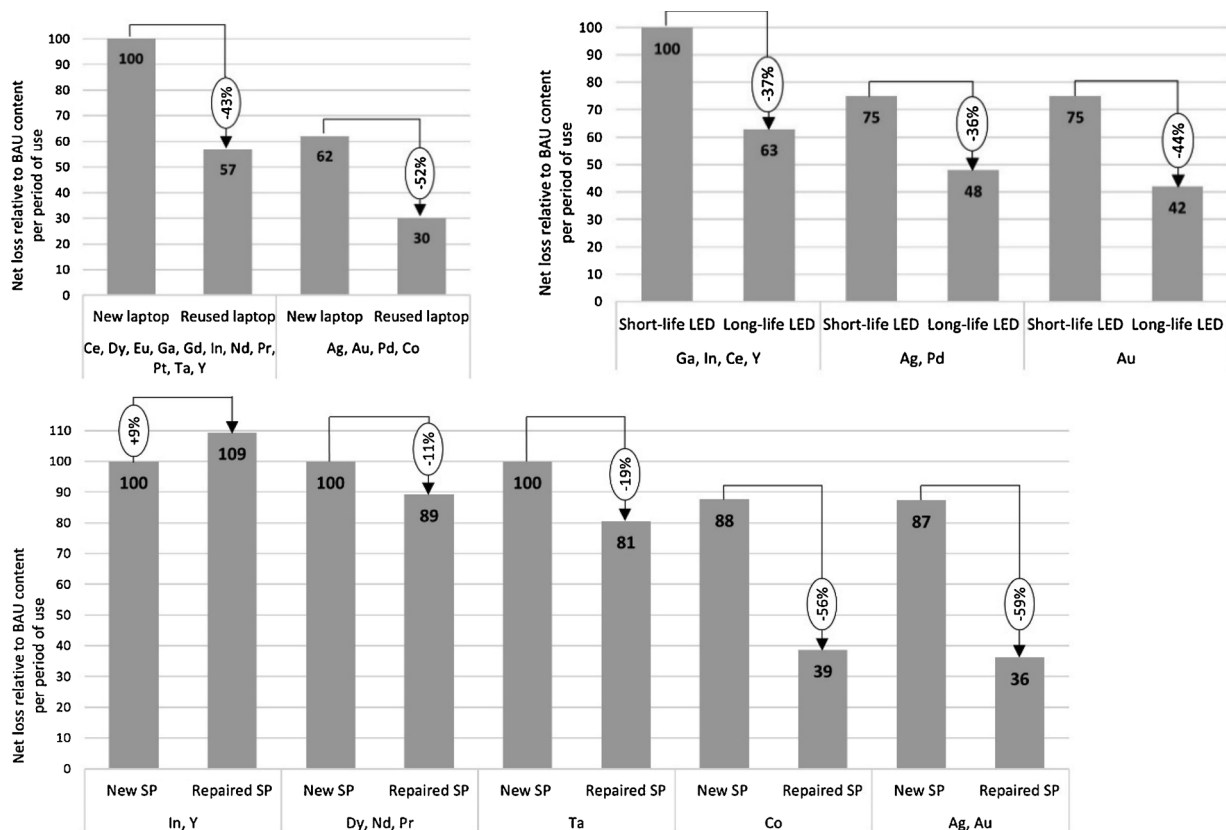 Net loss relative to BAU content
per period of use
100
90
80
70
60
50
40
30
20
10
0
100
-43%
57
62
-52%
30
New laptop
Reused laptop
New laptop
Reused laptop
Ce, Dy, Eu, Ga, Gd, In, Nd, Pr,
Pt, Ta, Y
Ag, Au, Pd, Co
Net loss relative to BAU content
per period of use
100
90
80
70
60
50
40
30
20
10
0
100
-37%
63
75
-36%
48
75
-44%
42
Short-life LED
Long-life LED
Short-life LED
Long-life LED
Short-life LED
Long-life LED
Ga, In, Ce, Y
Ag, Pd
Au
Net loss relative to BAU content
per period of use
110
100
90
80
70
60
50
40
30
20
10
0
100
+9%
109
100
-11%
89
100
-19%
81
88
-56%
39
87
-59%
36
New SP
Repaired SP
New SP
Repaired SP
New SP
Repaired SP
New SP
Repaired SP
New SP
Repaired SP
In, Y
Dy, Nd, Pr
Ta
Co
Ag, Au